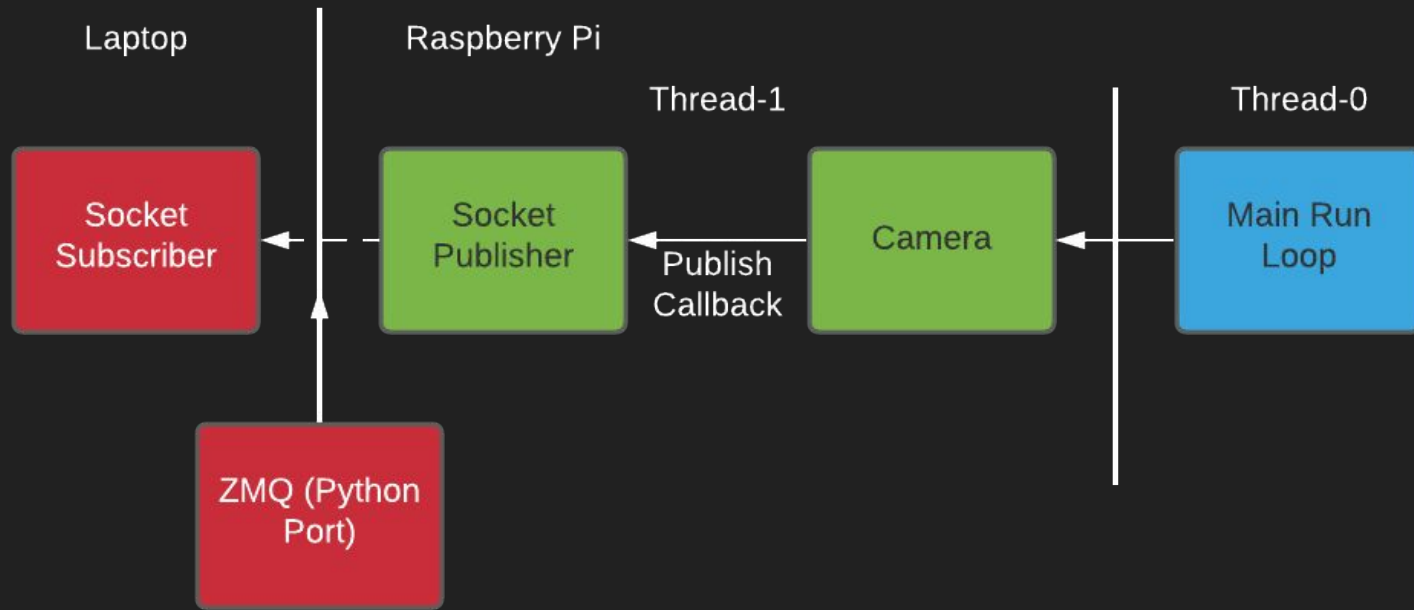 Laptop
Raspberry Pi
Thread-1
Thread-0
Socket
Subscriber
Socket
Publisher
Publish
Callback
Camera
Main Run
Loop
ZMQ (Python
Port)